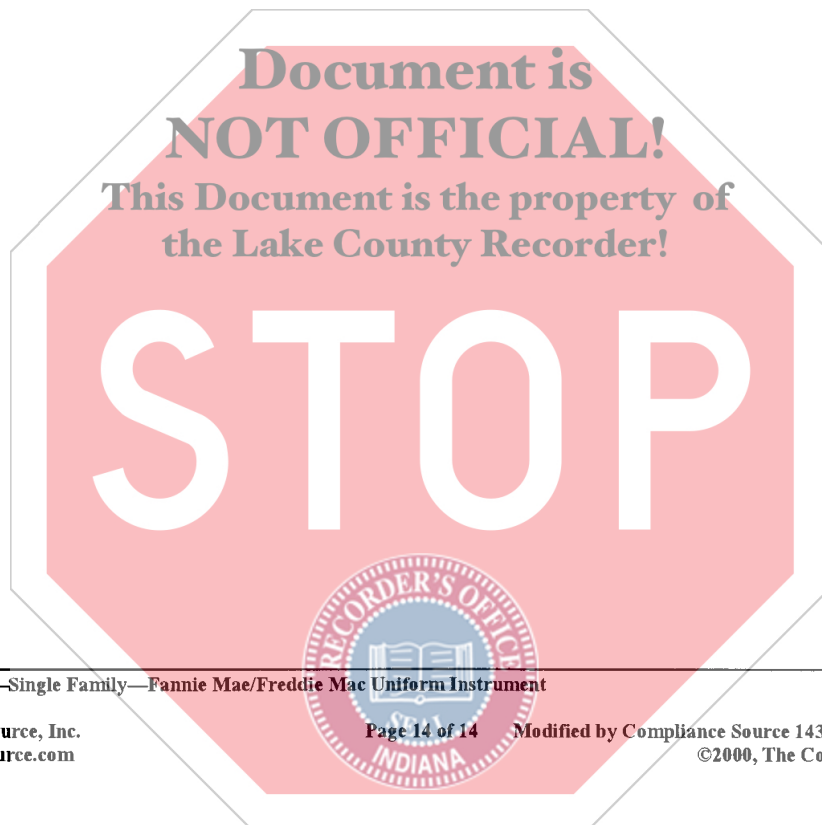 Document is
NOT OFFICIAL!
This Document is the property of
the Lake County Recorder!
STOP
RECORDER'S OFFICE
SEAL
INDIANA
—Single Family—Fannie Mae/Freddie Mac Uniform Instrument
urce, Inc. Page 14 of 14 Modified by Compliance Source 143
urce.com ©2000, The Co